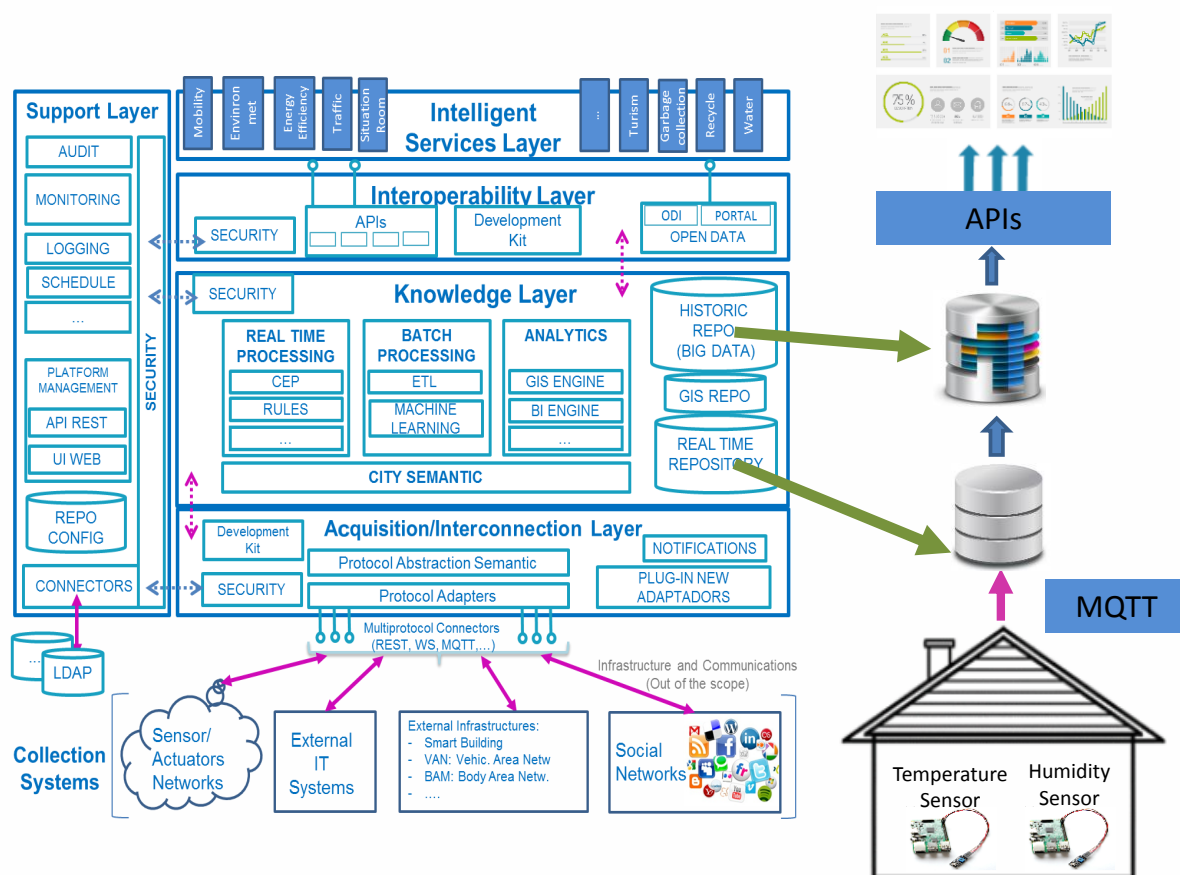 Support Layer
AUDIT
MONITORING
LOGGING
SCHEDULE
...
PLATFORM
MANAGEMENT
API REST
UI WEB
REPO
CONFIG
CONNECTORS
SECURITY
...
LDAP
Mobility
Envinron
met
Energy
Efficiency
Traffic
Situation
Room
Intelligent
Services Layer
...
Turism
Garbage
collection
Recycle
Water
Interoperability Layer
SECURITY
APIs
Development
Kit
ODI
PORTAL
OPEN DATA
SECURITY
Knowledge Layer
REAL TIME
PROCESSING
CEP
RULES
...
BATCH
PROCESSING
ETL
MACHINE
LEARNING
ANALYTICS
GIS ENGINE
BI ENGINE
...
CITY SEMANTIC
HISTORIC
REPO
(BIG DATA)
GIS REPO
REAL TIME
REPOSITORY
Acquisition/Interconnection Layer
Development
Kit
SECURITY
Protocol Abstraction Semantic
Protocol Adapters
NOTIFICATIONS
PLUG-IN NEW
ADAPTADORS
Multiprotocol Connectors
(REST, WS, MQTT,...)
Infrastructure and Communications
(Out of the scope)
Collection
Systems
Sensor/
Actuators
Networks
External
IT
Systems
External Infrastructures:
- Smart Building
- VAN: Vehic. Area Netw
- BAM: Body Area Netw.
- ....
Social
Networks
01
02
75%
APIs
MQTT
Temperature
Sensor
Humidity
Sensor